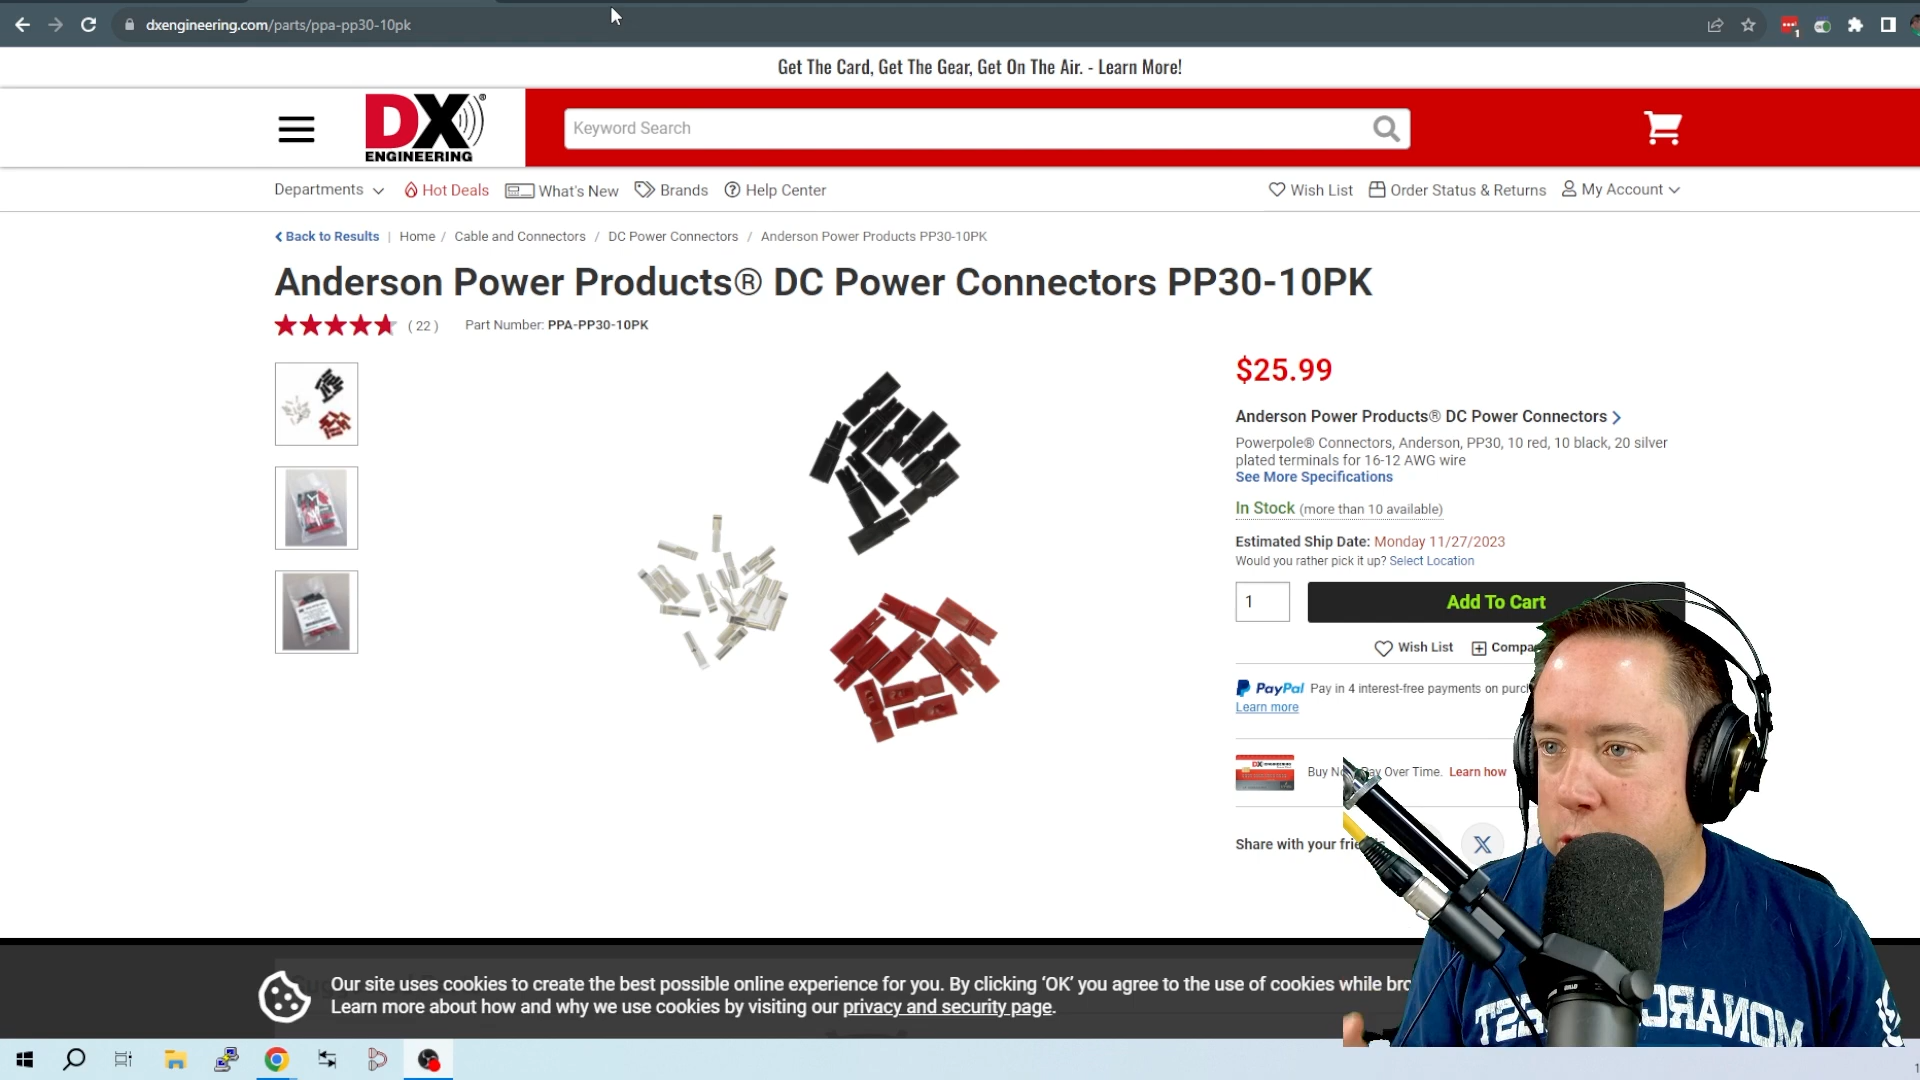 dxengineering.com/parts/ppa-pp30-10pk
1
Get The Card, Get The Gear, Get On The Air. - Learn More!
DX®
ENGINEERING
Keyword Search
Departments
Hot Deals
What's New
Brands
Help Center
Wish List
Order Status & Returns
My Account
Back to Results | Home / Cable and Connectors / DC Power Connectors / Anderson Power Products PP30-10PK
Anderson Power Products® DC Power Connectors PP30-10PK
( 22 ) Part Number: PPA-PP30-10PK
$25.99
Anderson Power Products® DC Power Connectors
Powerpole® Connectors, Anderson, PP30, 10 red, 10 black, 20 silver
plated terminals for 16-12 AWG wire
See More Specifications
In Stock (more than 10 available)
Estimated Ship Date: Monday 11/27/2023
Would you rather pick it up? Select Location
1
Add To Cart
Wish List
Compa
PayPal Pay in 4 interest-free payments on purc
Learn more
Buy Now Pay Over Time. Learn how
Share with your frie
X
Our site uses cookies to create the best possible online experience for you. By clicking ‘OK’ you agree to the use of cookies while bro
Learn more about how and why we use cookies by visiting our privacy and security page.
MONARC